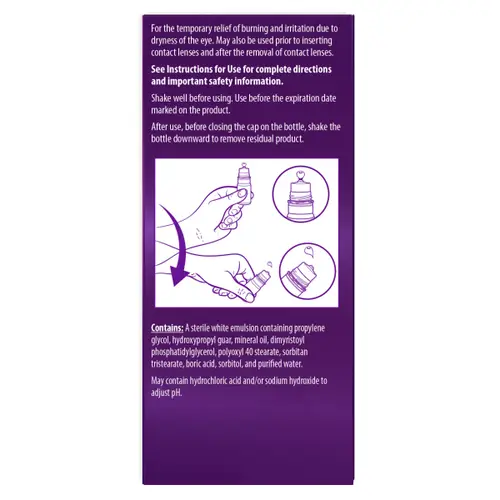 For the temporary relief of burning and irritation due to
dryness of the eye. May also be used prior to inserting
contact lenses and after the removal of contact lenses.
See Instructions for Use for complete directions
and important safety information.
Shake well before using. Use before the expiration date
marked on the product.
After use, before closing the cap on the bottle, shake the
bottle downward to remove residual product.
Contains: A sterile white emulsion containing propylene
glycol, hydroxypropyl guar, mineral oil, dimyristoyl
phosphatidylglycerol, polyoxyl 40 stearate, sorbitan
tristearate, boric acid, sorbitol, and purified water.
May contain hydrochloric acid and/or sodium hydroxide to
adjust pH.